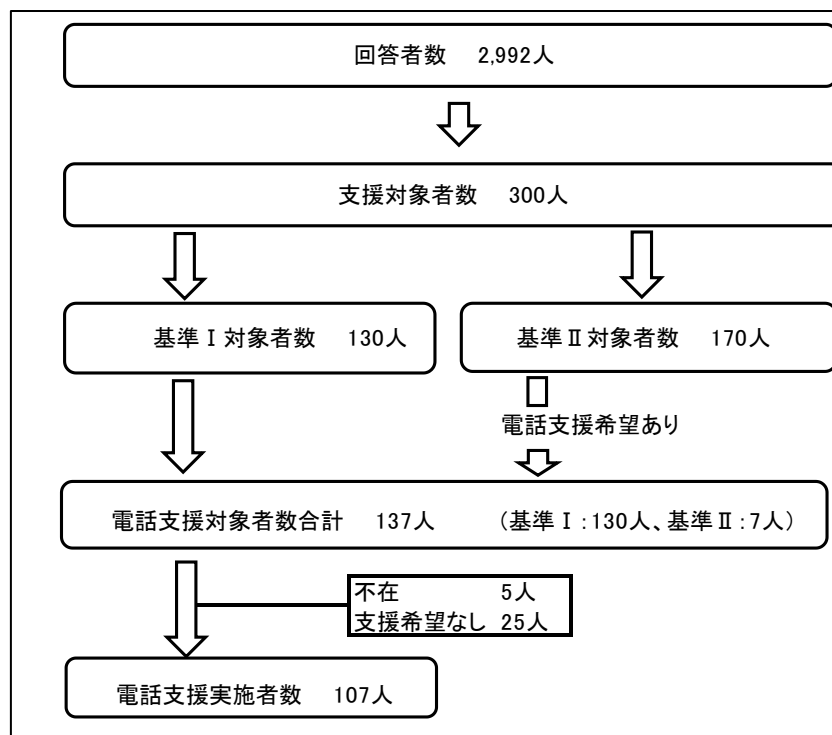 回答者数 2,992人
支援対象者数 300人
基準Ⅰ対象者数 130人
基準Ⅱ対象者数 170人
電話支援希望あり
電話支援対象者数合計 137人 (基準Ⅰ:130人、基準Ⅱ:7人)
不在 5人
支援希望なし 25人
電話支援実施者数 107人